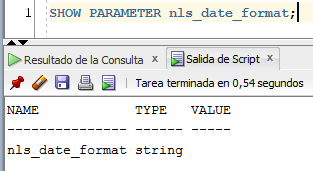 1 SHOW PARAMETER nls_date_format;
Resultado de la Consulta x Salida de Script x
Tarea terminada en 0,54 segundos
NAME            TYPE   VALUE
--------------- ------ -----
nls_date_format string